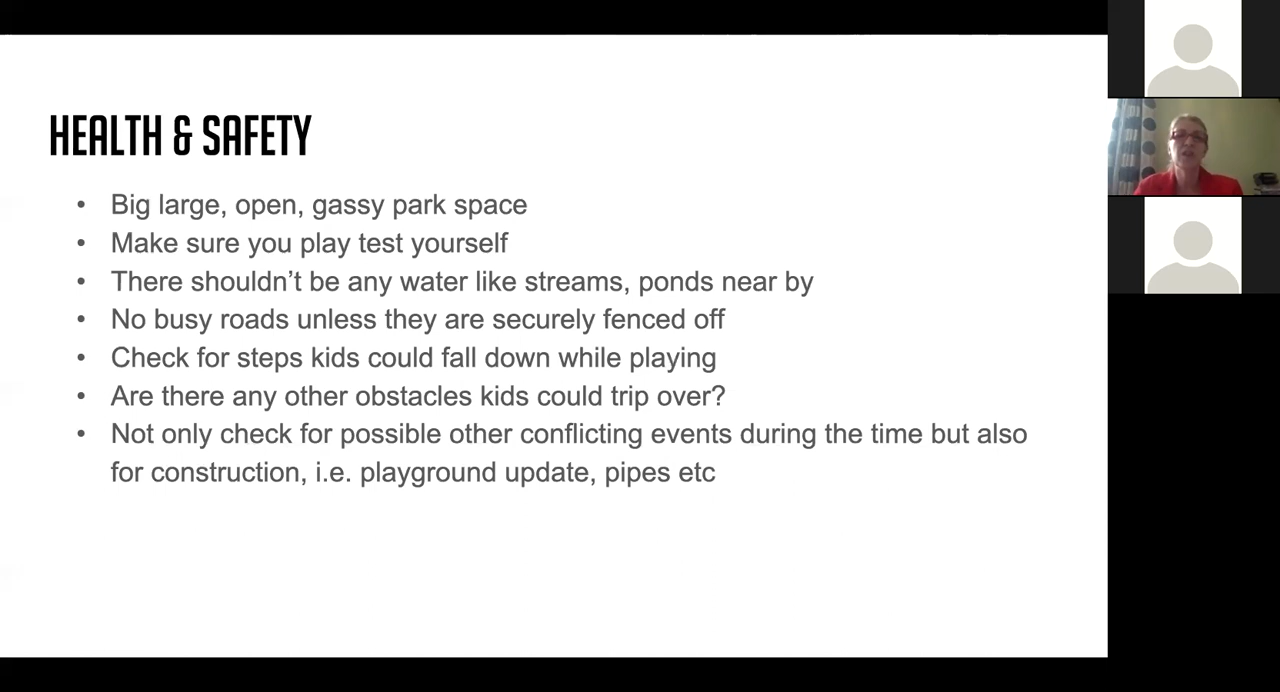 HEALTH & SAFETY
• Big large, open, gassy park space
• Make sure you play test yourself
• There shouldn’t be any water like streams, ponds near by
• No busy roads unless they are securely fenced off
• Check for steps kids could fall down while playing
• Are there any other obstacles kids could trip over?
• Not only check for possible other conflicting events during the time but also
for construction, i.e. playground update, pipes etc